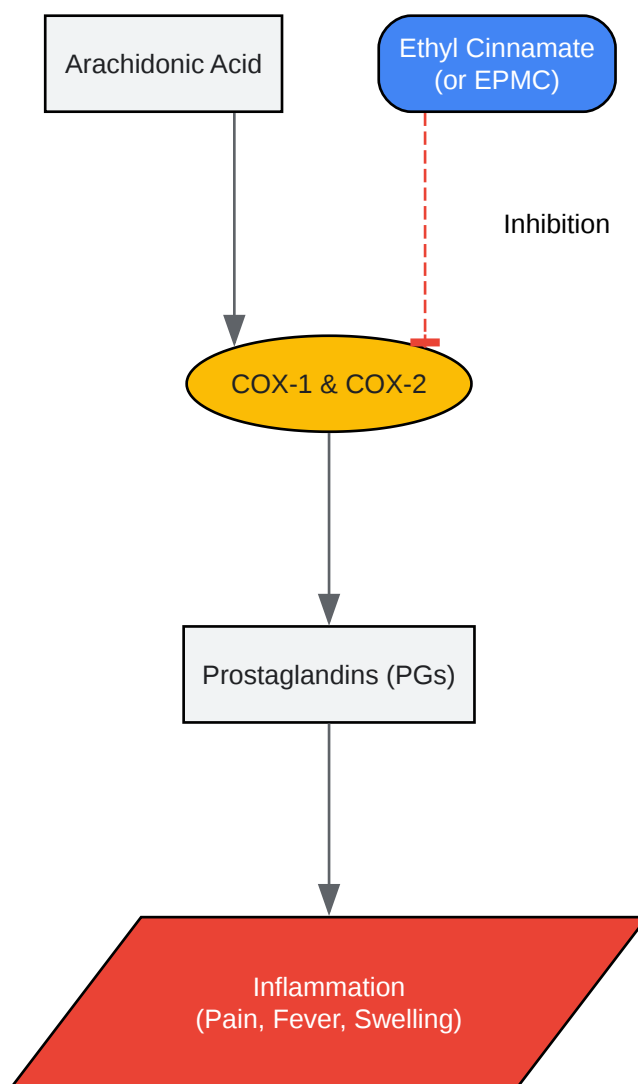 Arachidonic Acid
Ethyl Cinnamate
(or EPMC)
Inhibition
COX-1 & COX-2
Prostaglandins (PGs)
Inflammation
(Pain, Fever, Swelling)